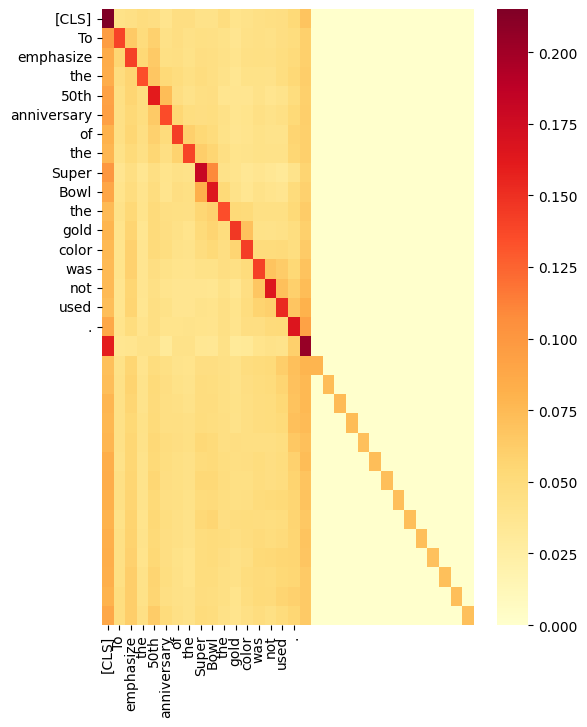 [CLS]
To
emphasize
the
50th
anniversary
of
the
Super
Bowl
the
gold
color
was
not
used
.
[CLS]
To
emphasize
the
50th
anniversary
of
the
Super
Bowl
the
gold
color
was
not
used
.
0.200
0.175
0.150
0.125
0.100
0.075
0.050
0.025
0.000